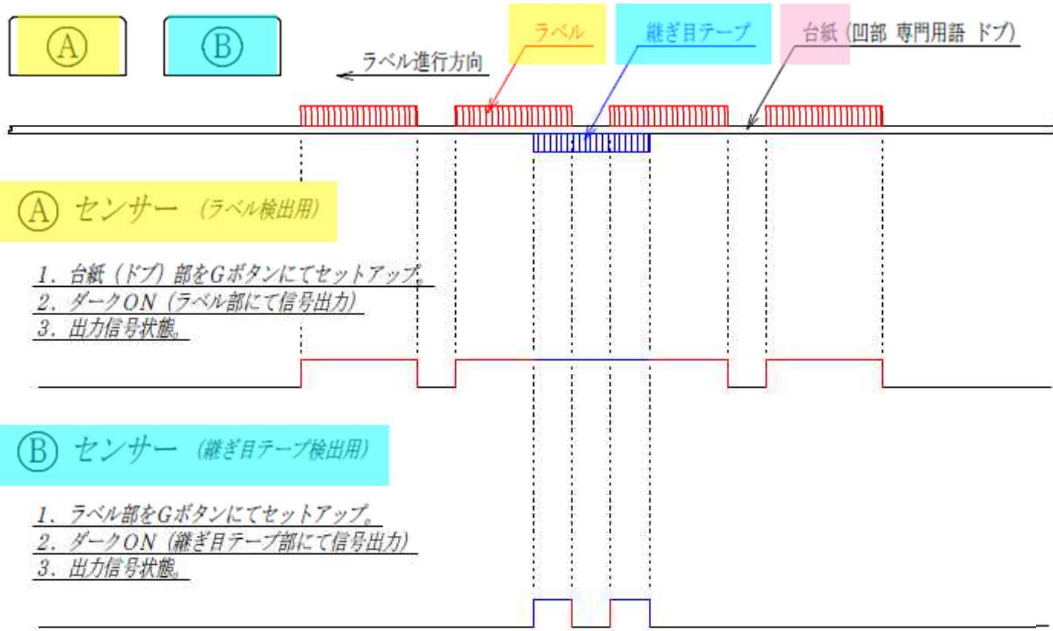 Ⓐ
Ⓑ
ラベル進行方向
ラベル
継ぎ目テープ
台紙 (凹部 専門用語 ドブ)
Ⓐ センサー (ラベル検出用)
1. 台紙 (ドブ) 部をGボタンにてセットアップ。
2. ダークON (ラベル部にて信号出力)
3. 出力信号状態。
Ⓑ センサー (継ぎ目テープ検出用)
1. ラベル部をGボタンにてセットアップ。
2. ダークON (継ぎ目テープ部にて信号出力)
3. 出力信号状態。